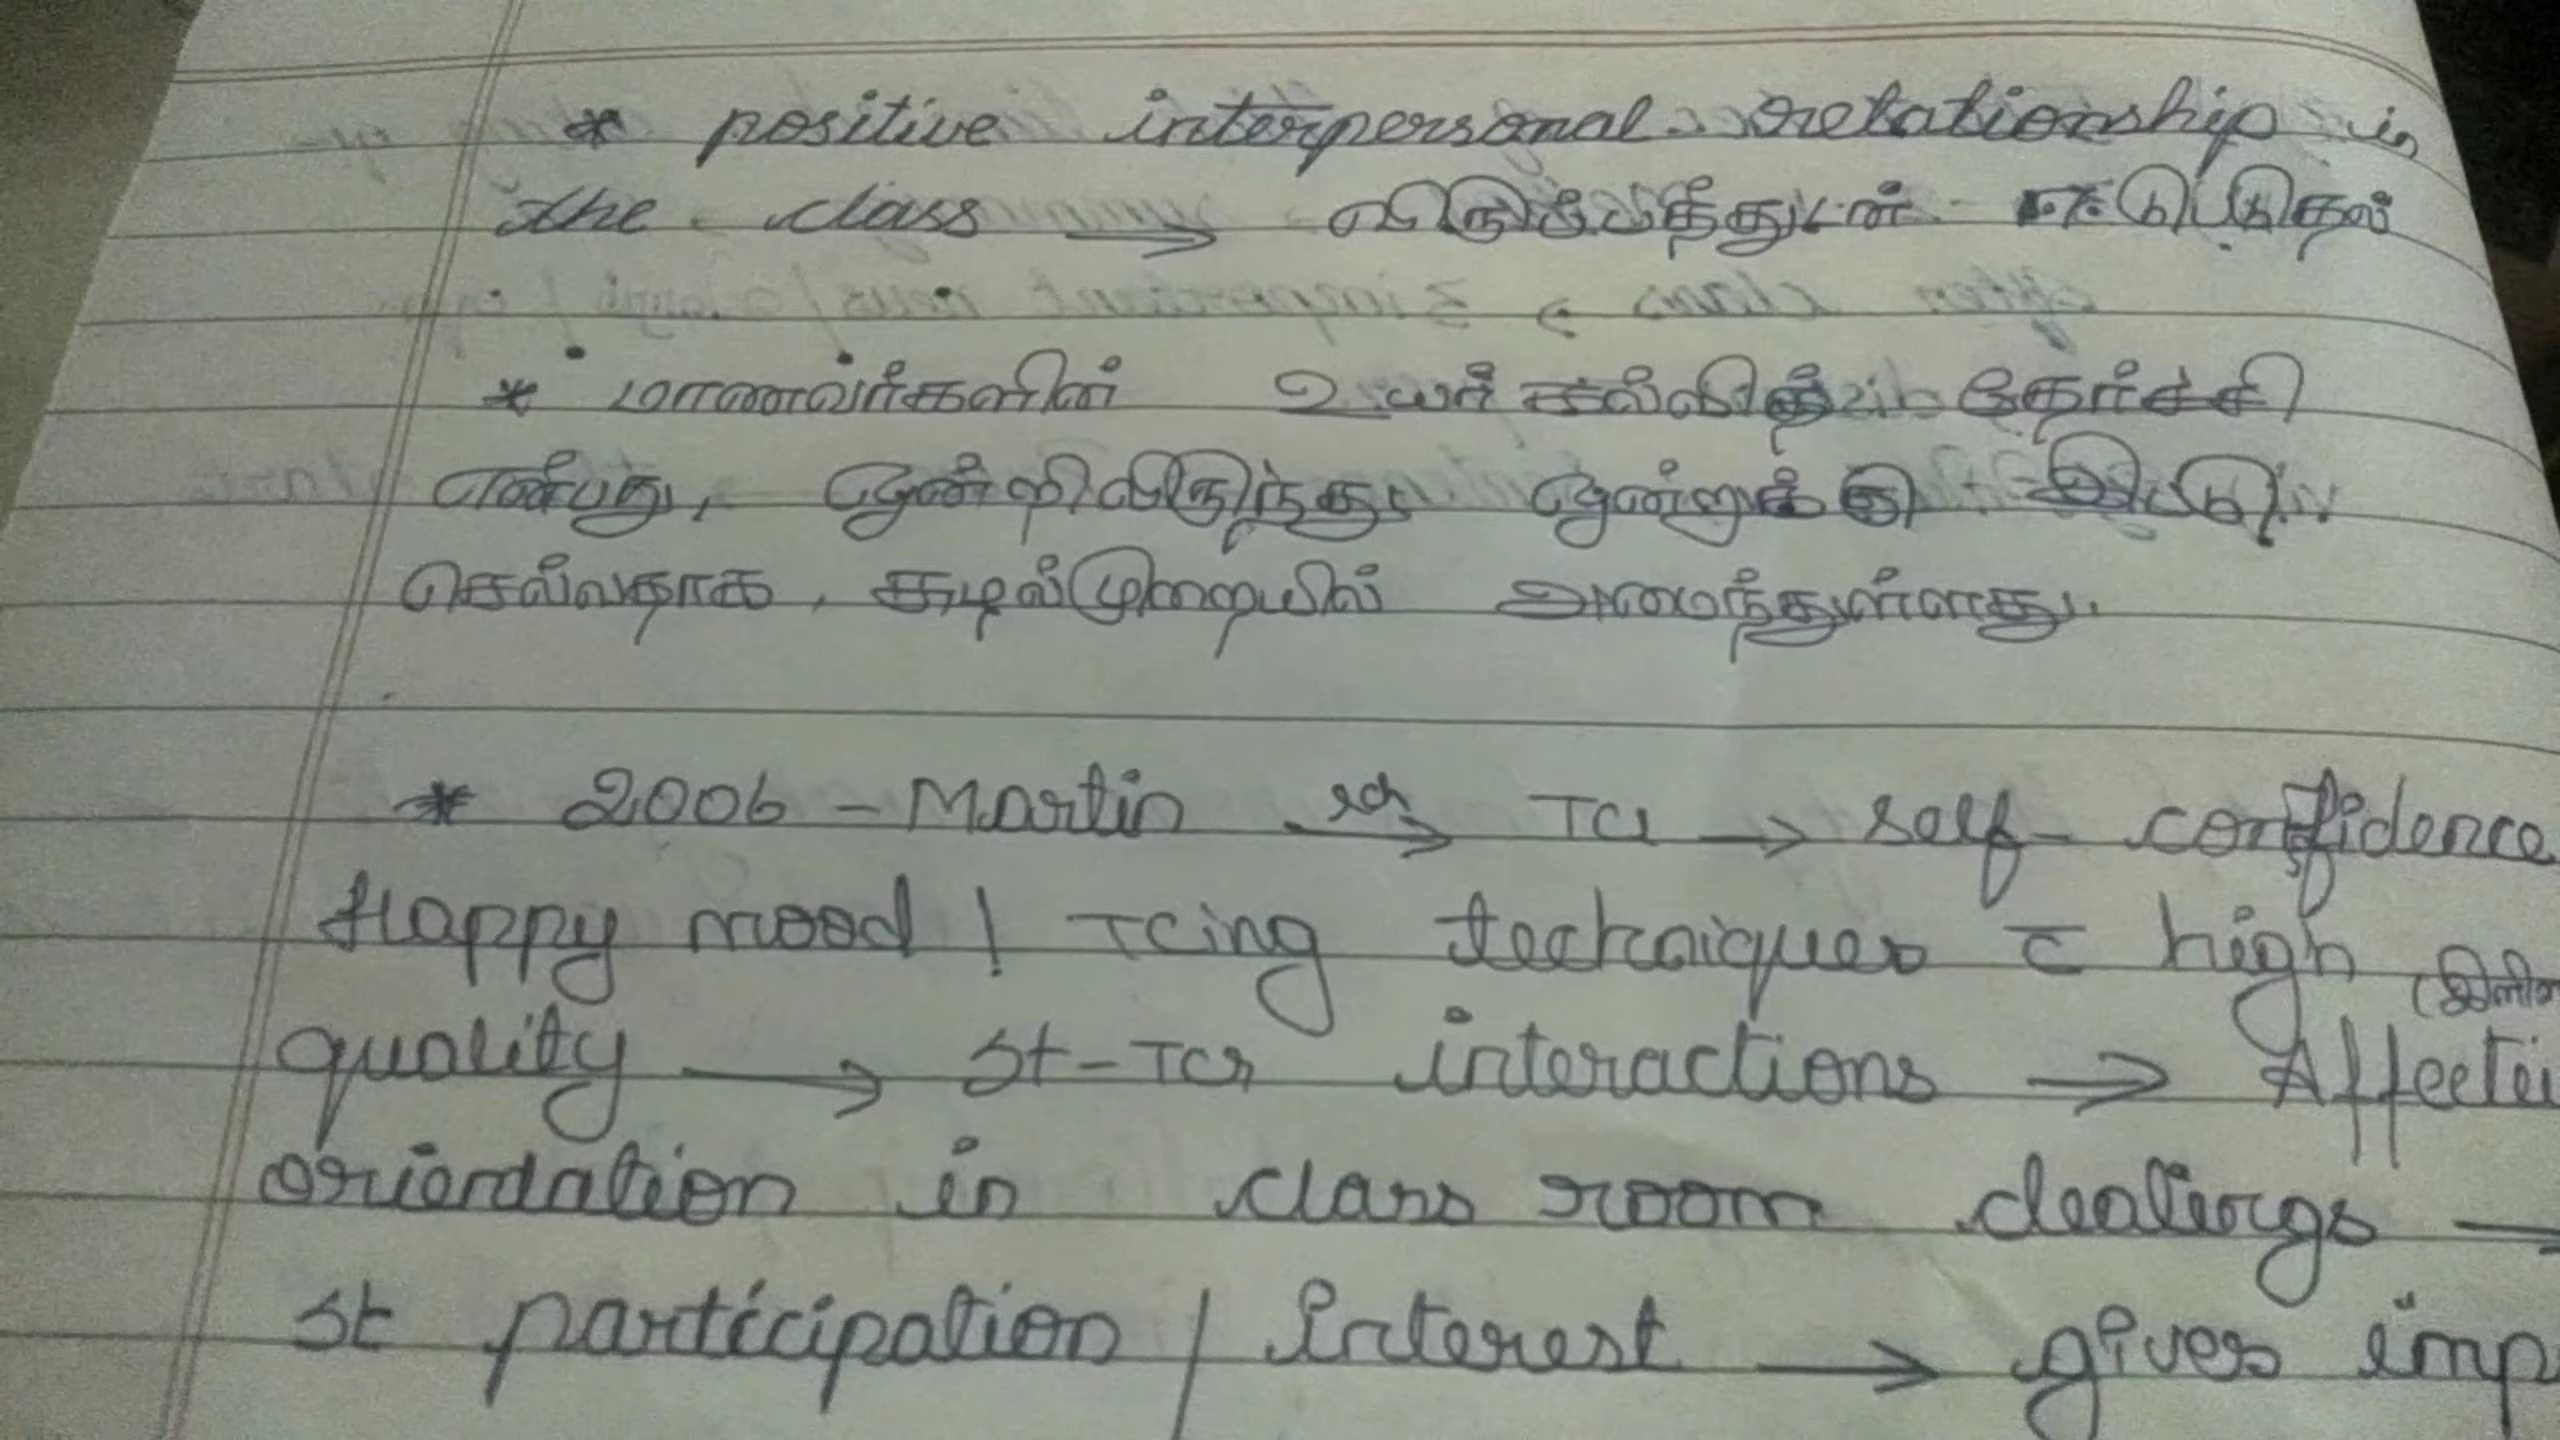 * positive interpersonal relationship in
the class → விருப்பத்துடன் ஈடுபடுதல்
* மாணவர்களின் உயர் கல்வித் தேர்ச்சி
என்பது, ஒன்றிலிருந்து ஒன்றுக்கு இட்டு
செல்வதாக, சுழல்முறையில் அமைந்துள்ளது.
* 2006 - Martin → TCr → self- confidence
Happy mood / TCing techniques c̄ high
quality → St-TCr interactions →
orientation in class room dealings →
St participation / Interest → gives